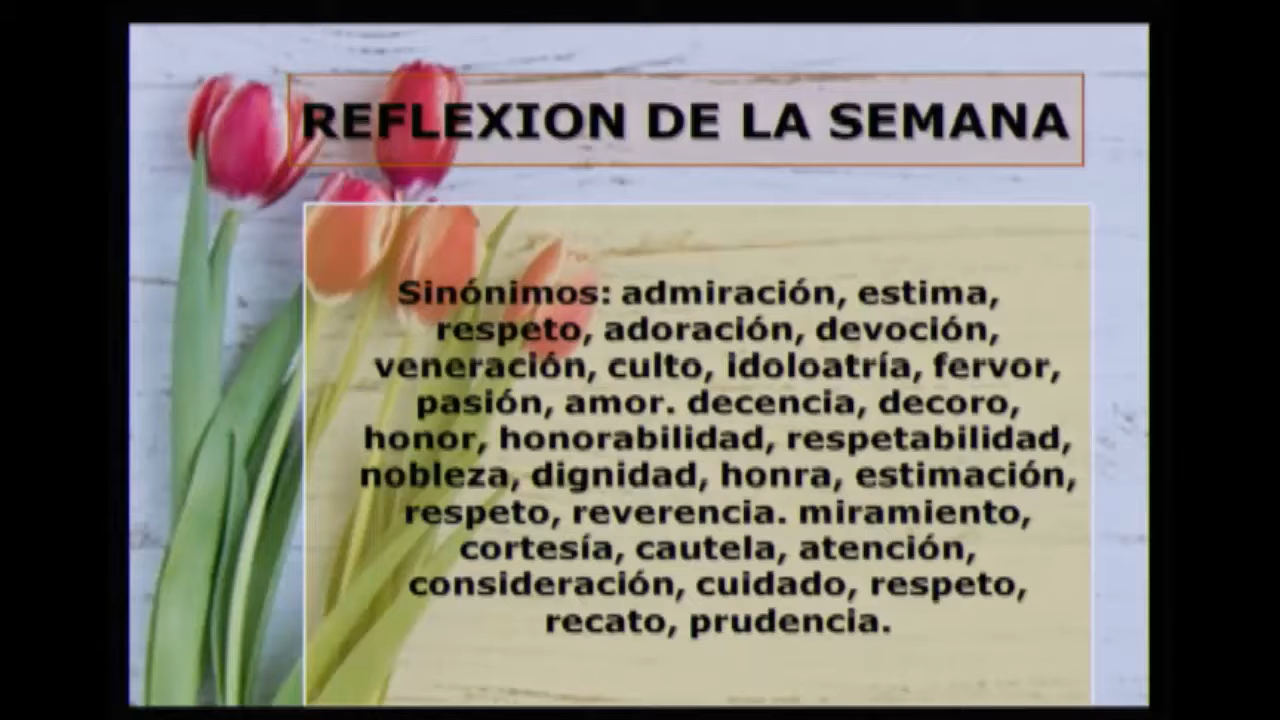 REFLEXION DE LA SEMANA
Sinónimos: admiración, estima,
respeto, adoración, devoción,
veneración, culto, idoloatría, fervor,
pasión, amor. decencia, decoro,
honor, honorabilidad, respetabilidad,
nobleza, dignidad, honra, estimación,
respeto, reverencia. miramiento,
cortesía, cautela, atención,
consideración, cuidado, respeto,
recato, prudencia.